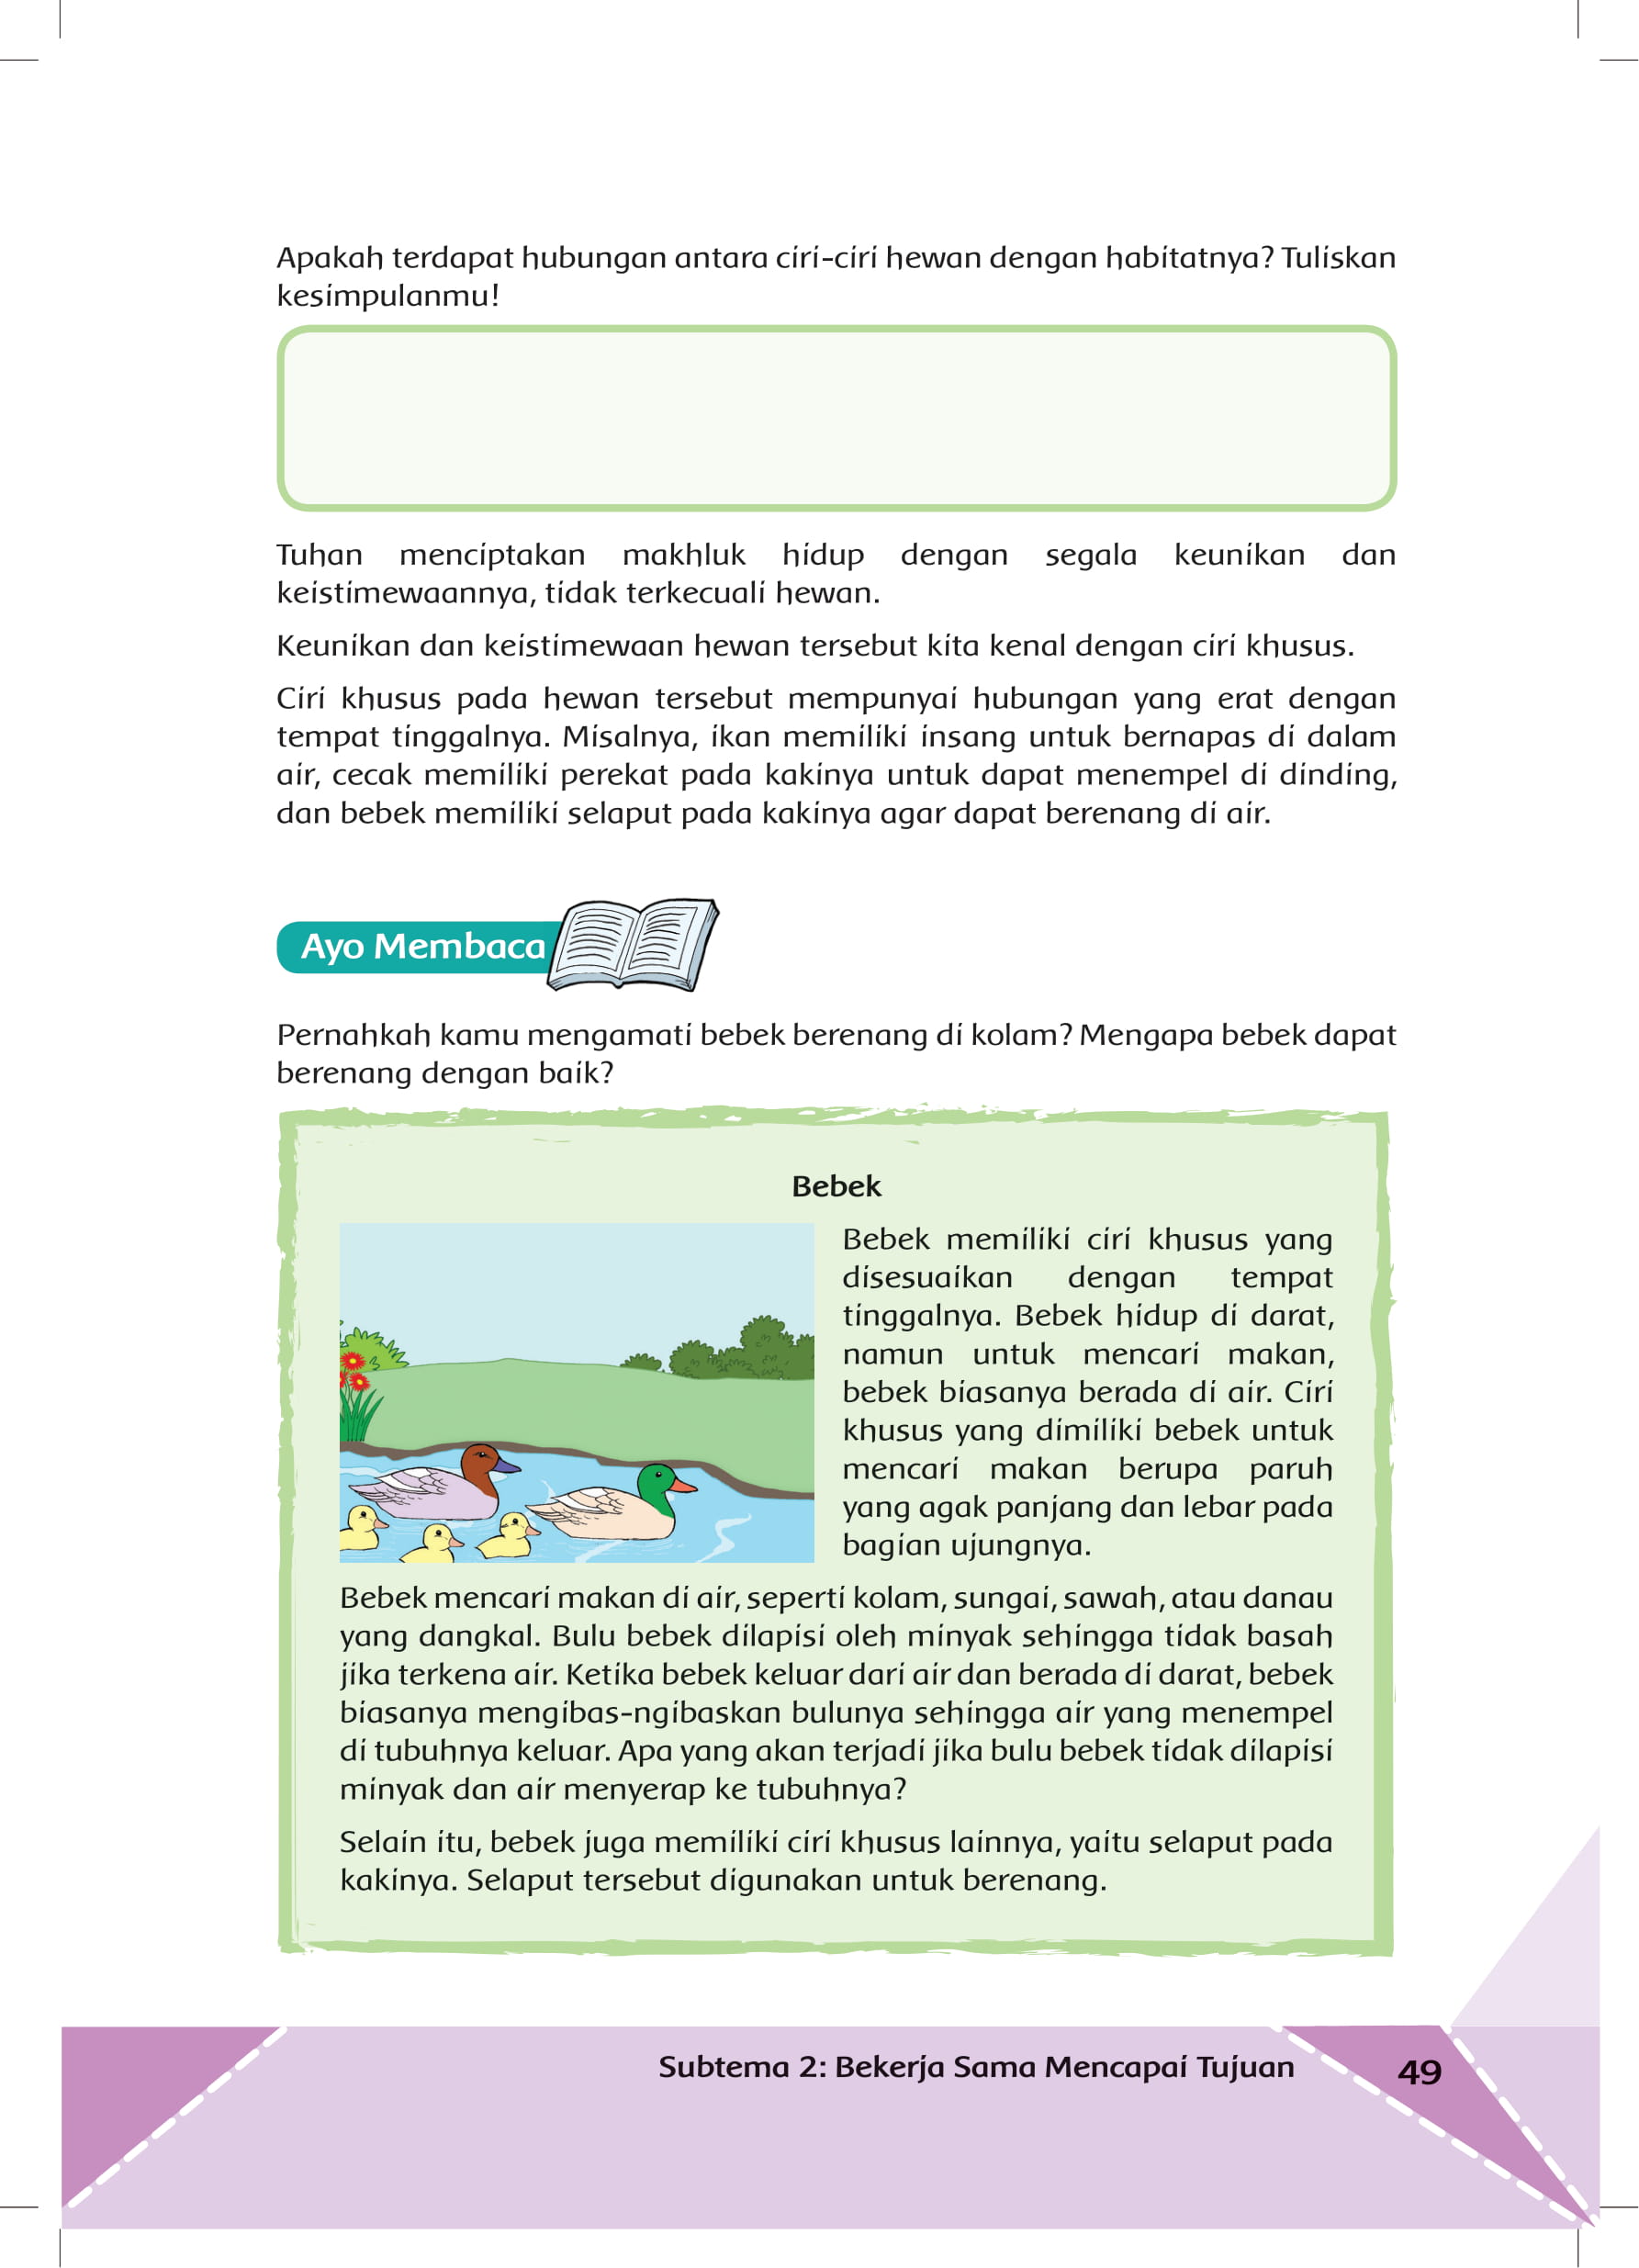 Apakah terdapat hubungan antara ciri-ciri hewan dengan habitatnya? Tuliskan
kesimpulanmu!
Tuhan menciptakan makhluk hidup dengan segala keunikan dan
keistimewaannya, tidak terkecuali hewan.
Keunikan dan keistimewaan hewan tersebut kita kenal dengan ciri khusus.
Ciri khusus pada hewan tersebut mempunyai hubungan yang erat dengan
tempat tinggalnya. Misalnya, ikan memiliki insang untuk bernapas di dalam
air, cecak memiliki perekat pada kakinya untuk dapat menempel di dinding,
dan bebek memiliki selaput pada kakinya agar dapat berenang di air.
Ayo Membaca
Pernahkah kamu mengamati bebek berenang di kolam? Mengapa bebek dapat
berenang dengan baik?
Bebek
Bebek memiliki ciri khusus yang
disesuaikan dengan tempat
tinggalnya. Bebek hidup di darat,
namun untuk mencari makan,
bebek biasanya berada di air. Ciri
khusus yang dimiliki bebek untuk
mencari makan berupa paruh
yang agak panjang dan lebar pada
bagian ujungnya.
Bebek mencari makan di air, seperti kolam, sungai, sawah, atau danau
yang dangkal. Bulu bebek dilapisi oleh minyak sehingga tidak basah
jika terkena air. Ketika bebek keluar dari air dan berada di darat, bebek
biasanya mengibas-ngibaskan bulunya sehingga air yang menempel
di tubuhnya keluar. Apa yang akan terjadi jika bulu bebek tidak dilapisi
minyak dan air menyerap ke tubuhnya?
Selain itu, bebek juga memiliki ciri khusus lainnya, yaitu selaput pada
kakinya. Selaput tersebut digunakan untuk berenang.
Subtema 2: Bekerja Sama Mencapai Tujuan
49